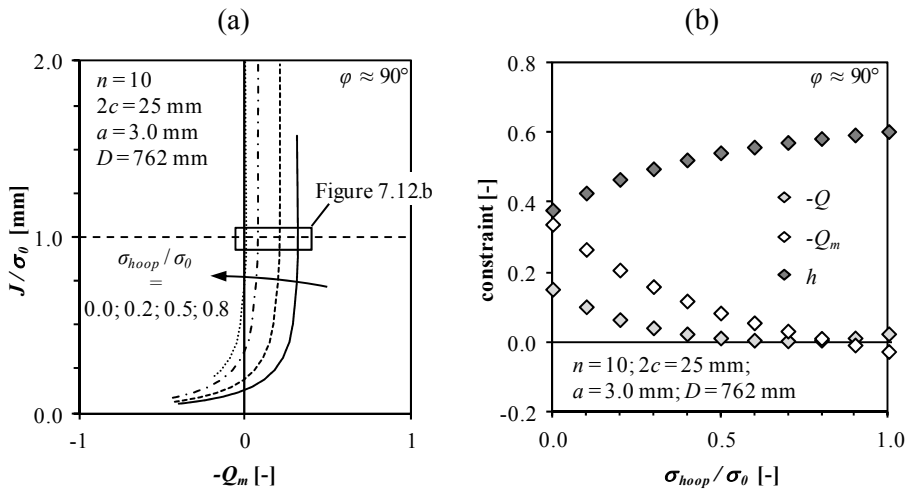 (a)
2.0
n = 10
2c = 25 mm
a = 3.0 mm
D = 762 mm
φ ≈ 90°
Figure 7.12.b
1.0
σhoop / σ0
=
0.0; 0.2; 0.5; 0.8
0.0
J / σ0 [mm]
-1
0
1
-Qm [-]
(b)
0.8
φ ≈ 90°
0.6
0.4
0.2
0.0
-0.2
constraint [-]
-Q
-Qm
h
n = 10; 2c = 25 mm;
a = 3.0 mm; D = 762 mm
0.0
0.5
1.0
σhoop / σ0 [-]